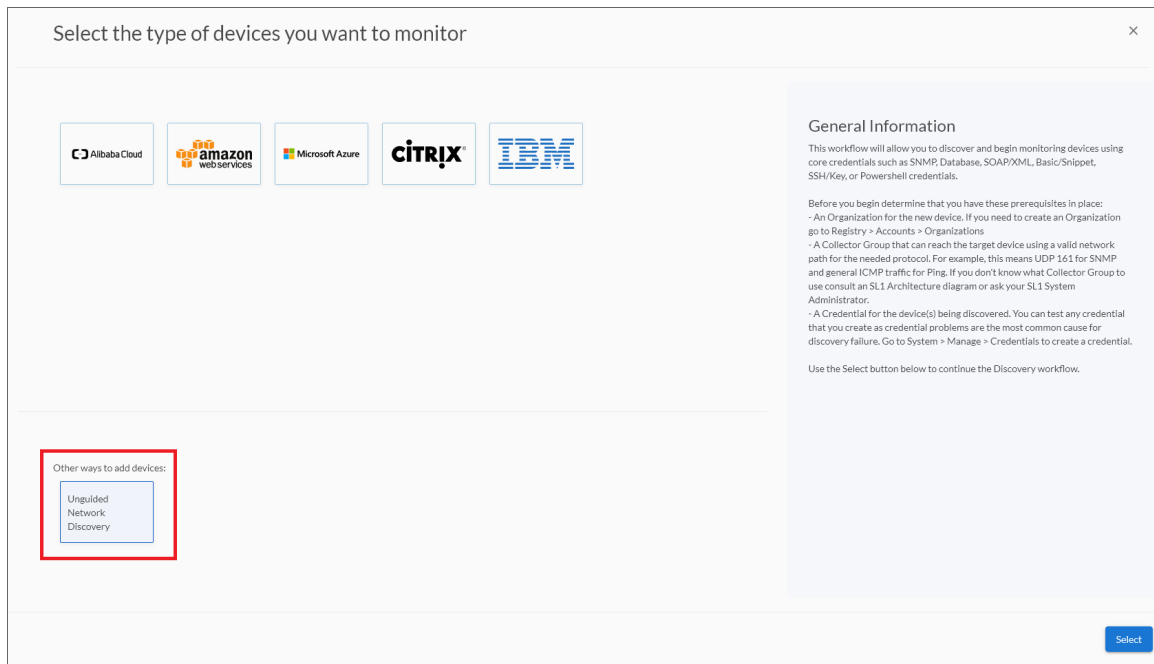 Select the type of devices you want to monitor
×
Alibaba Cloud
amazon
webservices
Microsoft Azure
CİTRIX®
IBM
General Information
This workflow will allow you to discover and begin monitoring devices using
core credentials such as SNMP, Database, SOAP/XML, Basic/Snippet,
SSH/Key, or Powershell credentials.
Before you begin determine that you have these prerequisites in place:
- An Organization for the new device. If you need to create an Organization
go to Registry > Accounts > Organizations
- A Collector Group that can reach the target device using a valid network
path for the needed protocol. For example, this means UDP 161 for SNMP
and general ICMP traffic for Ping. If you don't know what Collector Group to
use consult an SL1 Architecture diagram or ask your SL1 System
Administrator.
- A Credential for the device(s) being discovered. You can test any credential
that you create as credential problems are the most common cause for
discovery failure. Go to System > Manage > Credentials to create a credential.
Use the Select button below to continue the Discovery workflow.
Other ways to add devices:
Unguided
Network
Discovery
Select